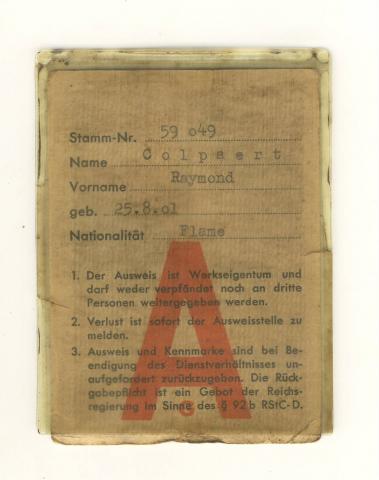 Stamm-Nr. 59 o49
Name Colpaert
Vorname Raymond
geb. 25.8.o1
Nationalität Flame
1. Der Ausweis ist Werkseigentum und
darf weder verpfändet noch an dritte
Personen weitergegeben werden.
2. Verlust ist sofort der Ausweisstelle zu
melden.
3. Ausweis und Kennmarke sind bei Be-
endigung des Dienstverhältnisses un-
aufgefordert zurückzugeben. Die Rück-
gabepflicht ist ein Gebot der Reichs-
regierung im Sinne des § 92 b RStC-D.
A